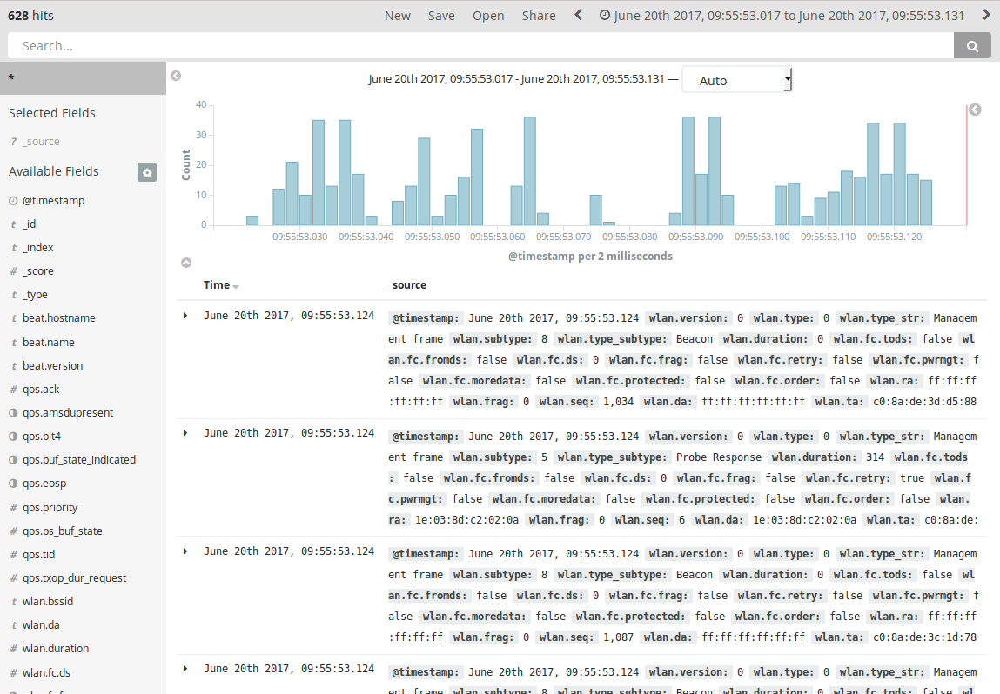 628 hits New Save Open Share June 20th 2017, 09:55:53.017 to June 20th 2017, 09:55:53.131
Search...
*
Selected Fields
? _source
Available Fields
@timestamp
t _id
t _index
# _score
t _type
t beat.hostname
t beat.name
t beat.version
# qos.ack
qos.amsdupresent
qos.bit4
qos.buf_state_indicated
qos.eosp
# qos.priority
# qos.ps_buf_state
# qos.tid
# qos.txop_dur_request
t wlan.bssid
t wlan.da
# wlan.duration
# wlan.fc.ds
June 20th 2017, 09:55:53.017 - June 20th 2017, 09:55:53.131 — Auto
Count
40
30
20
10
0
09:55:53.030 09:55:53.040 09:55:53.050 09:55:53.060 09:55:53.070 09:55:53.080 09:55:53.090 09:55:53.100 09:55:53.110 09:55:53.120
@timestamp per 2 milliseconds
Time _source
June 20th 2017, 09:55:53.124 @timestamp: June 20th 2017, 09:55:53.124 wlan.version: 0 wlan.type: 0 wlan.type_str: Managem
ent frame wlan.subtype: 8 wlan.type_subtype: Beacon wlan.duration: 0 wlan.fc.tods: false wl
an.fc.fromds: false wlan.fc.ds: 0 wlan.fc.frag: false wlan.fc.retry: false wlan.fc.pwrmgt: f
alse wlan.fc.moredata: false wlan.fc.protected: false wlan.fc.order: false wlan.ra: ff:ff:ff
:ff:ff:ff wlan.frag: 0 wlan.seq: 1,034 wlan.da: ff:ff:ff:ff:ff:ff wlan.ta: c0:8a:de:3d:d5:88
June 20th 2017, 09:55:53.124 @timestamp: June 20th 2017, 09:55:53.124 wlan.version: 0 wlan.type: 0 wlan.type_str: Managem
ent frame wlan.subtype: 5 wlan.type_subtype: Probe Response wlan.duration: 314 wlan.fc.tods
: false wlan.fc.fromds: false wlan.fc.ds: 0 wlan.fc.frag: false wlan.fc.retry: true wlan.f
c.pwrmgt: false wlan.fc.moredata: false wlan.fc.protected: false wlan.fc.order: false wlan.
ra: 1e:03:8d:c2:02:0a wlan.frag: 0 wlan.seq: 6 wlan.da: 1e:03:8d:c2:02:0a wlan.ta: c0:8a:de:
June 20th 2017, 09:55:53.124 @timestamp: June 20th 2017, 09:55:53.124 wlan.version: 0 wlan.type: 0 wlan.type_str: Managem
ent frame wlan.subtype: 8 wlan.type_subtype: Beacon wlan.duration: 0 wlan.fc.tods: false wl
an.fc.fromds: false wlan.fc.ds: 0 wlan.fc.frag: false wlan.fc.retry: false wlan.fc.pwrmgt: f
alse wlan.fc.moredata: false wlan.fc.protected: false wlan.fc.order: false wlan.ra: ff:ff:ff
:ff:ff:ff wlan.frag: 0 wlan.seq: 1,087 wlan.da: ff:ff:ff:ff:ff:ff wlan.ta: c0:8a:de:3c:1d:78
June 20th 2017, 09:55:53.124 @timestamp: June 20th 2017, 09:55:53.124 wlan.version: 0 wlan.type: 0 wlan.type_str: Managem
ent frame wlan.subtype: 8 wlan.type_subtype: Beacon wlan.duration: 0 wlan.fc.tods: false wl